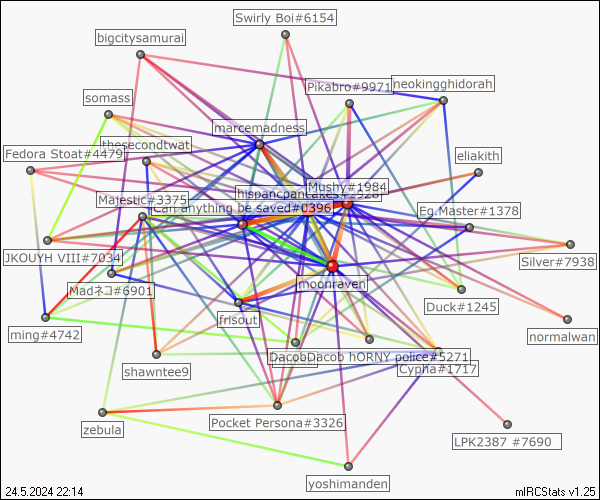 Swirly Boi#6154
bigcitysamurai
Pikabro#9971
neokingghidorah
somass
marcemadness
thesecondtwat
Fedora Stoat#4479
eliakith
Mushy#1984
hispancpancakes#2928
Majestic#3375
Can anything be saved#0396
Eg.Master#1378
JKOUYH VIII#7034
Silver#7938
moonraven
Madネコ#6901
Duck#1245
frisout
ming#4742
normalwan
DacobDacob hORNY police#5271
shawntee9
Cypha#1717
Pocket Persona#3326
zebula
LPK2387 #7690
yoshimanden
24.5.2024 22:14
mIRCStats v1.25